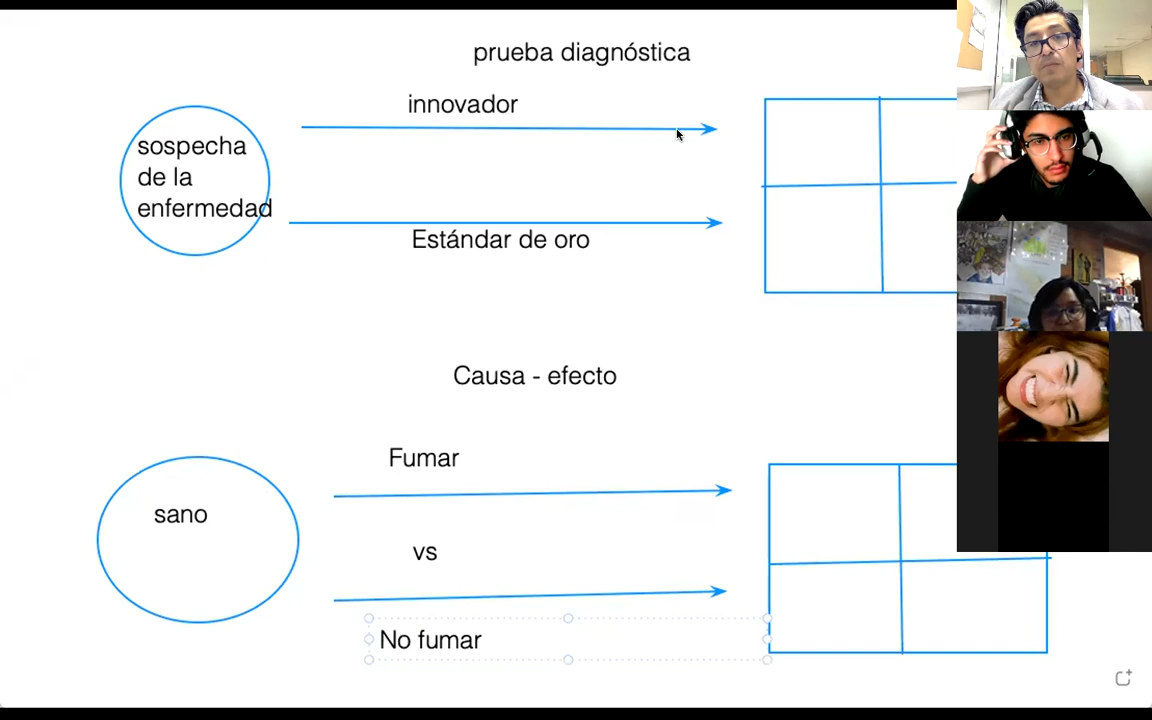 prueba diagnóstica
innovador
sospecha
de la
enfermedad
Estándar de oro
Causa - efecto
Fumar
sano
vs
No fumar